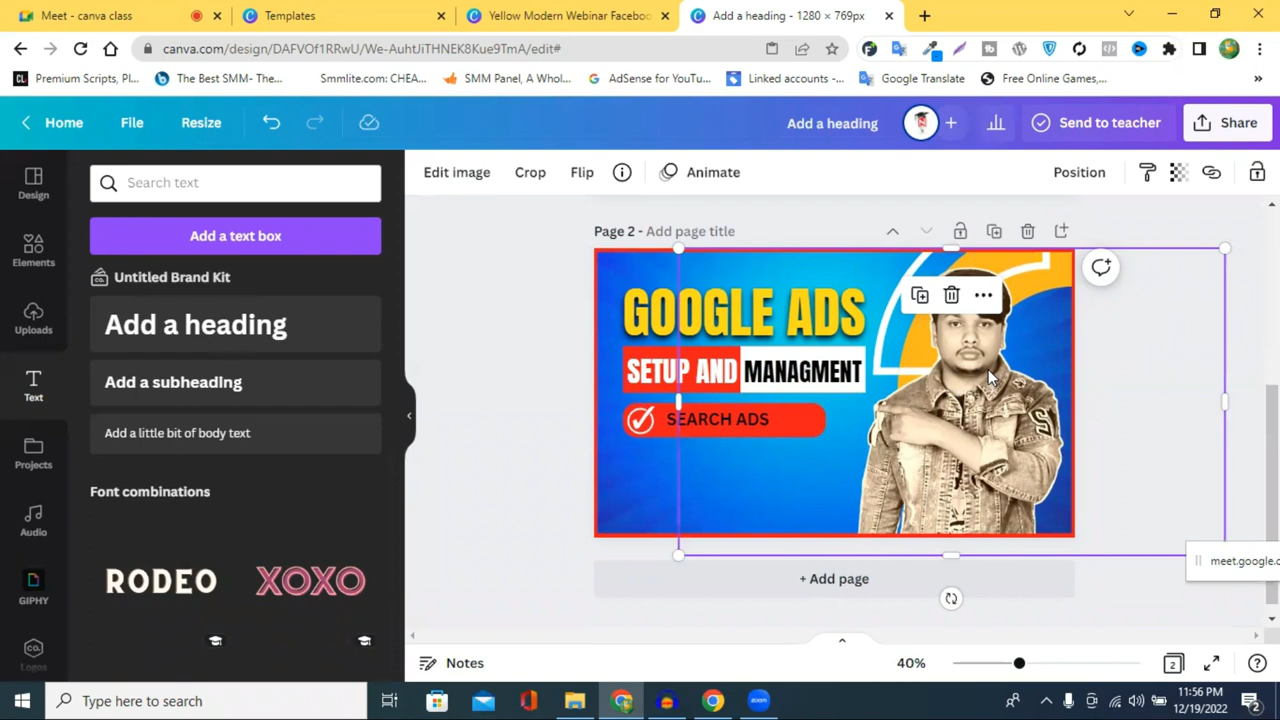 Meet - canva class
Templates
Yellow Modern Webinar Facebo
Add a heading - 1280 × 769px
canva.com/design/DAFVOf1RRwU/We-AuhtJiTHNEK8Kue9TmA/edit#
Premium Scripts, Pl...
The Best SMM- The...
Smmlite.com: CHEA...
SMM Panel, A Whol...
AdSense for YouTu...
Linked accounts -...
Google Translate
Free Online Games,...
Home
File
Resize
Add a heading
Send to teacher
Share
Edit image
Crop
Flip
Animate
Position
Design
Elements
Uploads
Text
Projects
Audio
GIPHY
Logos
Search text
Add a text box
Untitled Brand Kit
Add a heading
Add a subheading
Add a little bit of body text
Font combinations
RODEO
XOXO
Page 2 - Add page title
GOOGLE ADS
SETUP AND MANAGMENT
SEARCH ADS
meet.google.c
+ Add page
Notes
40%
2
Type here to search
zoom
11:56 PM
12/19/2022
2